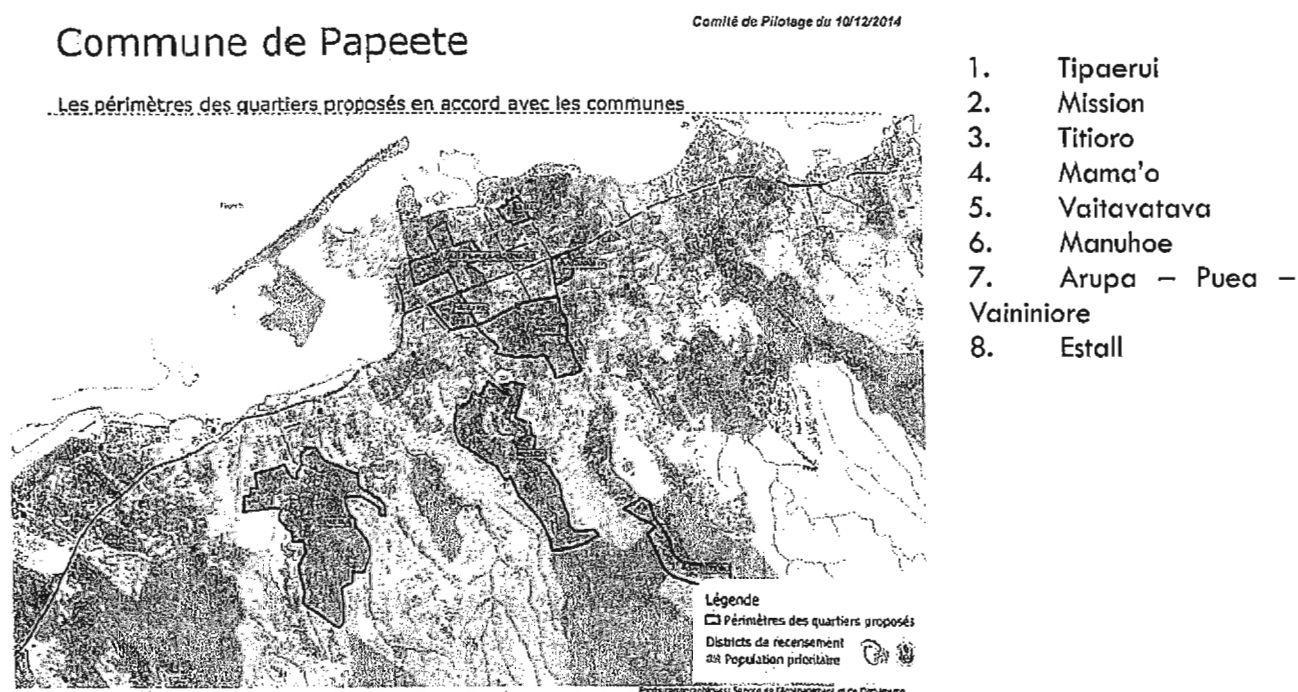 Comité de Pilotage du 10/12/2014
Commune de Papeete
Les périmètres des quartiers proposés en accord avec les communes
1. Tipaerui
2. Mission
3. Titioro
4. Mama'o
5. Vaitavatava
6. Manuhoe
7. Arupa – Puea –
Vaininiore
8. Estall
Légende
Périmètres des quartiers proposés
Districts de recensement
Population prioritaire